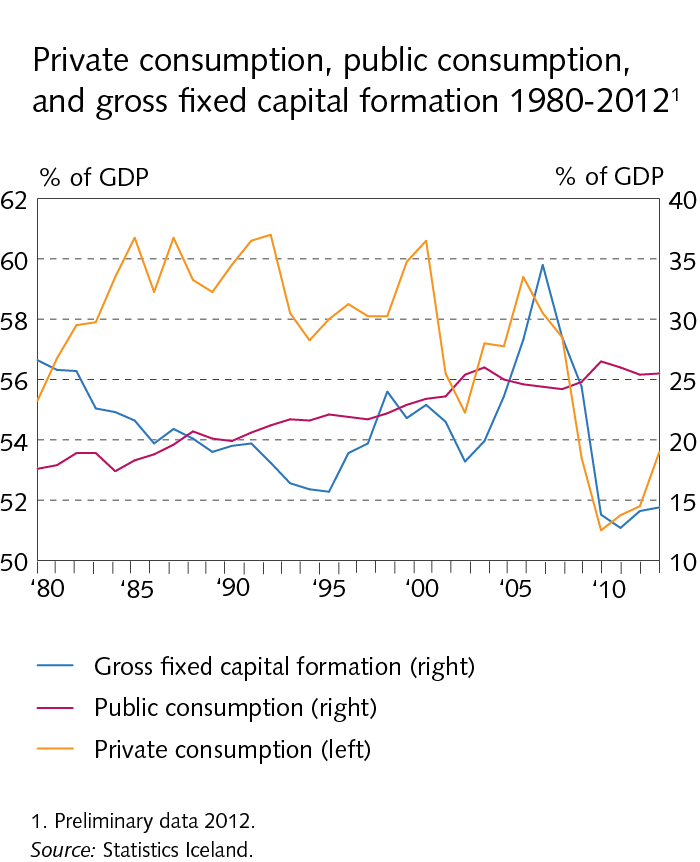 Private consumption, public consumption,
and gross fixed capital formation 1980-2012¹
% of GDP % of GDP
62 40
60 35
58 30
56 25
54 20
52 15
50 10
‘80 ‘85 ‘90 ‘95 ‘00 ‘05 ‘10
Gross fixed capital formation (right)
Public consumption (right)
Private consumption (left)
1. Preliminary data 2012.
Source: Statistics Iceland.